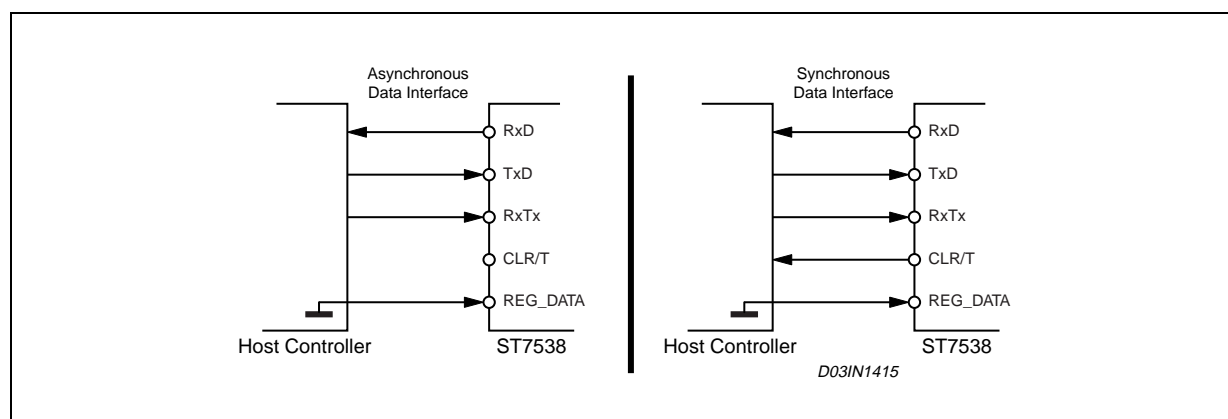 Asynchronous
Data Interface
RxD
TxD
RxTx
CLR/T
REG_DATA
Host Controller
ST7538
Synchronous
Data Interface
RxD
TxD
RxTx
CLR/T
REG_DATA
Host Controller
ST7538
D03IN1415